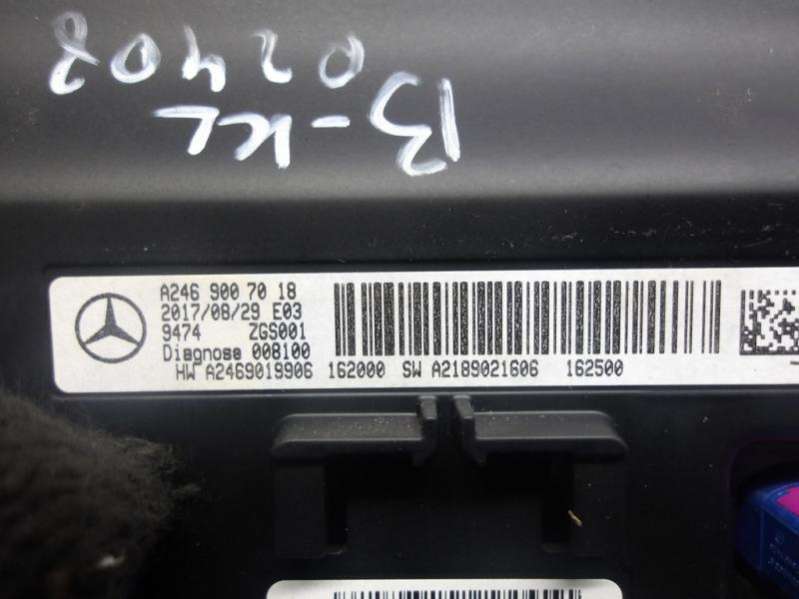 13-KL
02408
A246 900 70 18
2017/08/29 E03
9474 ZGS001
Diagnose 008100
HW A2469019906 162000 SW A2189021606 162500